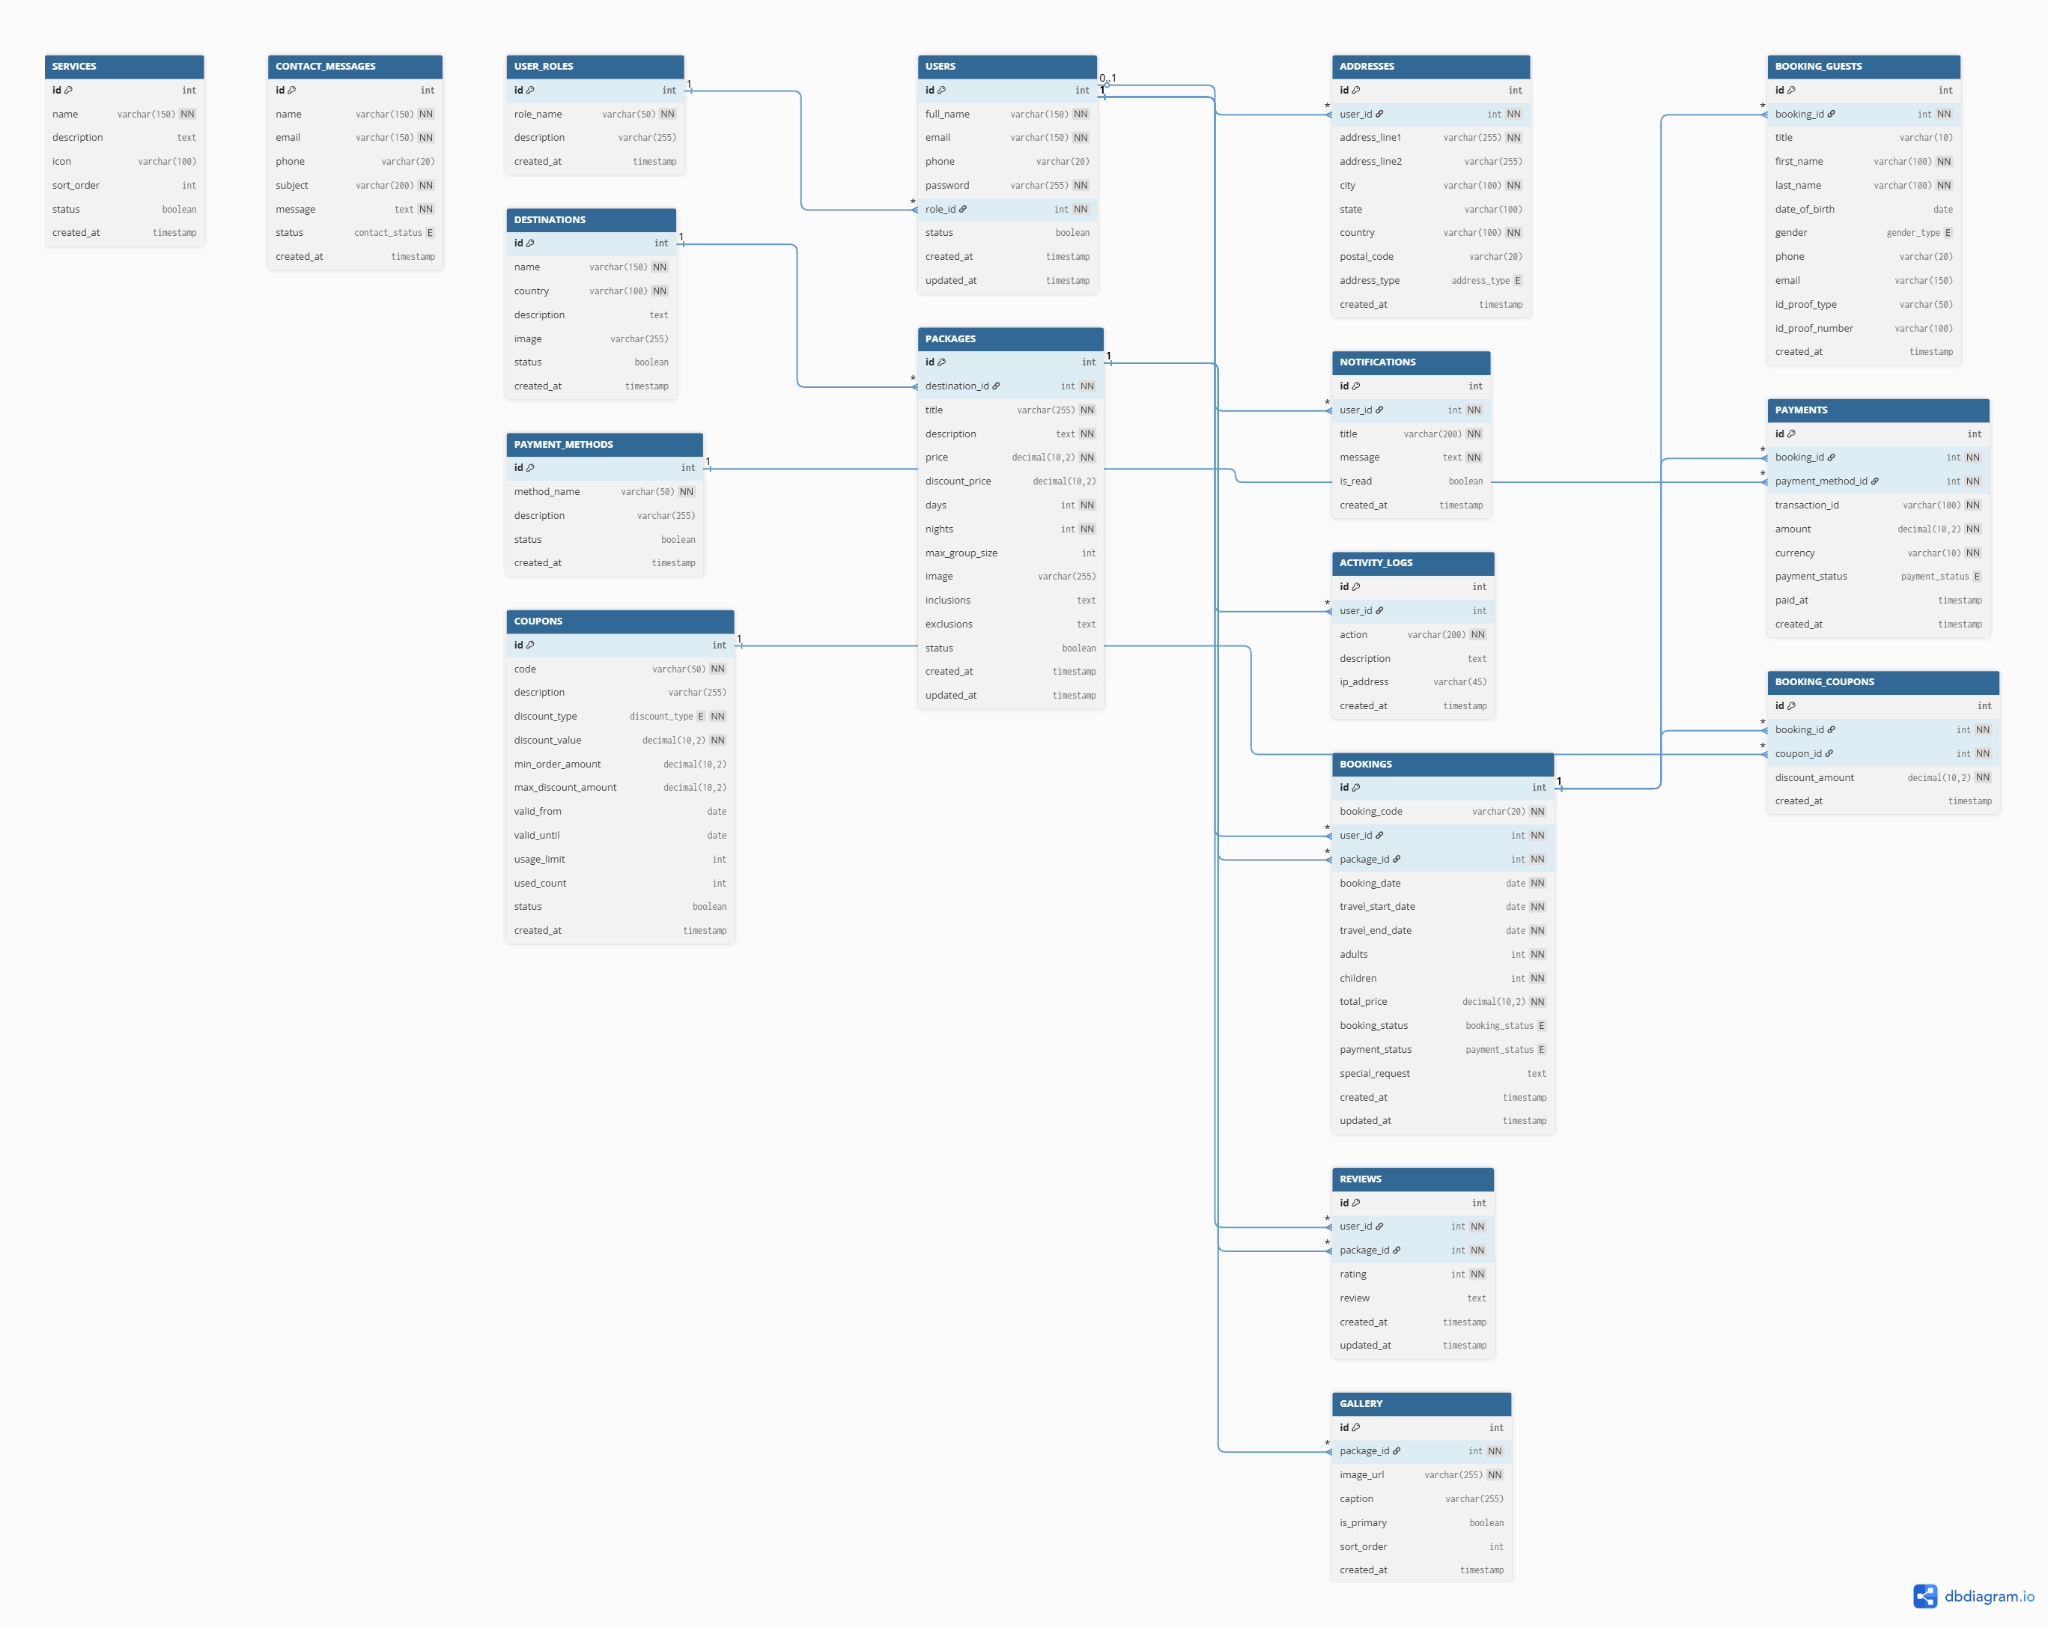 SERVICES
id int
name varchar(150) NN
description text
icon varchar(100)
sort_order int
status boolean
created_at timestamp
CONTACT_MESSAGES
id int
name varchar(150) NN
email varchar(150) NN
phone varchar(20)
subject varchar(200) NN
message text NN
status contact_status E
created_at timestamp
USER_ROLES
id int 1
role_name varchar(50) NN
description varchar(255)
created_at timestamp
DESTINATIONS
id int 1
name varchar(150) NN
country varchar(100) NN
description text
image varchar(255)
status boolean
created_at timestamp
PAYMENT_METHODS
id int 1
method_name varchar(50) NN
description varchar(255)
status boolean
created_at timestamp
COUPONS
id int 1
code varchar(50) NN
description varchar(255)
discount_type discount_type E NN
discount_value decimal(10,2) NN
min_order_amount decimal(10,2)
max_discount_amount decimal(10,2)
valid_from date
valid_until date
usage_limit int
used_count int
status boolean
created_at timestamp
USERS
0..1
id int 1
full_name varchar(150) NN
email varchar(150) NN
phone varchar(20)
password varchar(255) NN
* role_id int NN
status boolean
created_at timestamp
updated_at timestamp
PACKAGES
id int 1
* destination_id int NN
title varchar(255) NN
description text NN
price decimal(10,2) NN
discount_price decimal(10,2)
days int NN
nights int NN
max_group_size int
image varchar(255)
inclusions text
exclusions text
status boolean
created_at timestamp
updated_at timestamp
ADDRESSES
id int
* user_id int NN
address_line1 varchar(255) NN
address_line2 varchar(255)
city varchar(100) NN
state varchar(100)
country varchar(100) NN
postal_code varchar(20)
address_type address_type E
created_at timestamp
NOTIFICATIONS
id int
* user_id int NN
title varchar(200) NN
message text NN
is_read boolean
created_at timestamp
ACTIVITY_LOGS
id int
* user_id int
action varchar(200) NN
description text
ip_address varchar(45)
created_at timestamp
BOOKINGS
id int 1
booking_code varchar(20) NN
* user_id int NN
* package_id int NN
booking_date date NN
travel_start_date date NN
travel_end_date date NN
adults int NN
children int NN
total_price decimal(10,2) NN
booking_status booking_status E
payment_status payment_status E
special_request text
created_at timestamp
updated_at timestamp
REVIEWS
id int
* user_id int NN
* package_id int NN
rating int NN
review text
created_at timestamp
updated_at timestamp
GALLERY
id int
* package_id int NN
image_url varchar(255) NN
caption varchar(255)
is_primary boolean
sort_order int
created_at timestamp
BOOKING_GUESTS
id int
* booking_id int NN
title varchar(10)
first_name varchar(100) NN
last_name varchar(100) NN
date_of_birth date
gender gender_type E
phone varchar(20)
email varchar(150)
id_proof_type varchar(50)
id_proof_number varchar(100)
created_at timestamp
PAYMENTS
id int
* booking_id int NN
* payment_method_id int NN
transaction_id varchar(100) NN
amount decimal(10,2) NN
currency varchar(10) NN
payment_status payment_status E
paid_at timestamp
created_at timestamp
BOOKING_COUPONS
id int
* booking_id int NN
* coupon_id int NN
discount_amount decimal(10,2) NN
created_at timestamp
dbdiagram.io